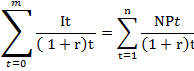 m∑t=0 It/(1+r)t = n∑t=1 NPt/(1+r)t